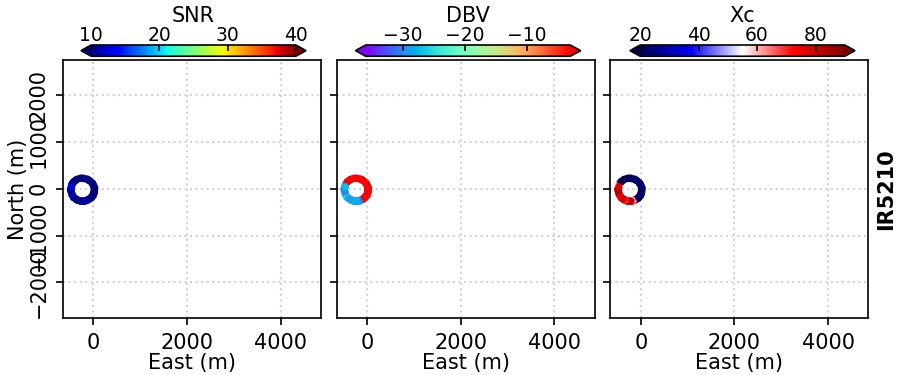 SNR DBV Xc
10 20 30 40 −30 −20 −10 20 40 60 80
2000
1000
0
−1000
−2000
North (m)
IR5210
0 2000 4000 0 2000 4000 0 2000 4000
East (m) East (m) East (m)